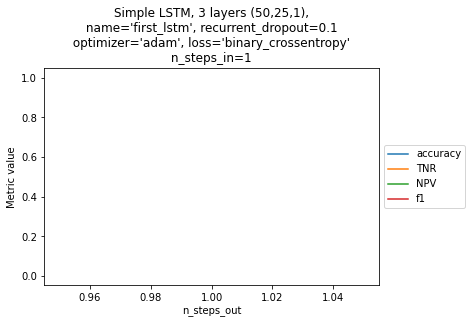 Simple LSTM, 3 layers (50,25,1),
name='first_lstm', recurrent_dropout=0.1
optimizer='adam', loss='binary_crossentropy'
n_steps_in=1
1.0
0.8
0.6
0.4
0.2
0.0
Metric value
0.96
0.98
1.00
1.02
1.04
n_steps_out
accuracy
TNR
NPV
f1